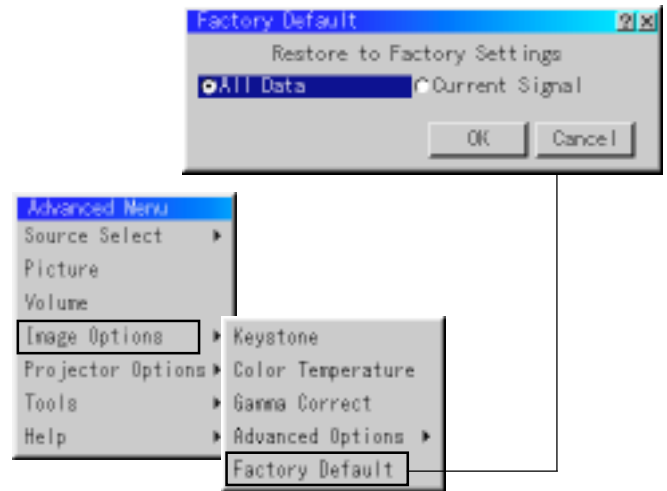 Factory Default
Restore to Factory Settings
All Data Current Signal
OK Cancel
Advanced Menu
Source Select
Picture
Volume
Image Options
Projector Options
Tools
Help
Keystone
Color Temperature
Gamma Correct
Advanced Options
Factory Default